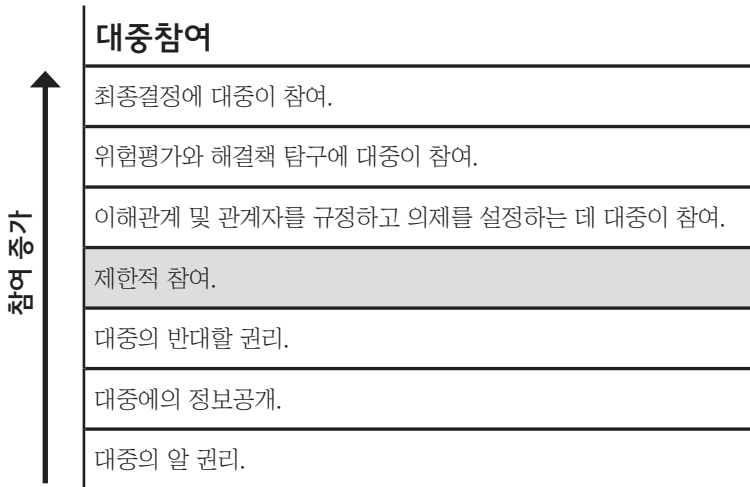 대중참여
최종결정에 대중이 참여.
위험평가와 해결책 탐구에 대중이 참여.
이해관계 및 관계자를 규정하고 의제를 설정하는 데 대중이 참여.
제한적 참여.
대중의 반대할 권리.
대중에의 정보공개.
대중의 알 권리.
참여 증가